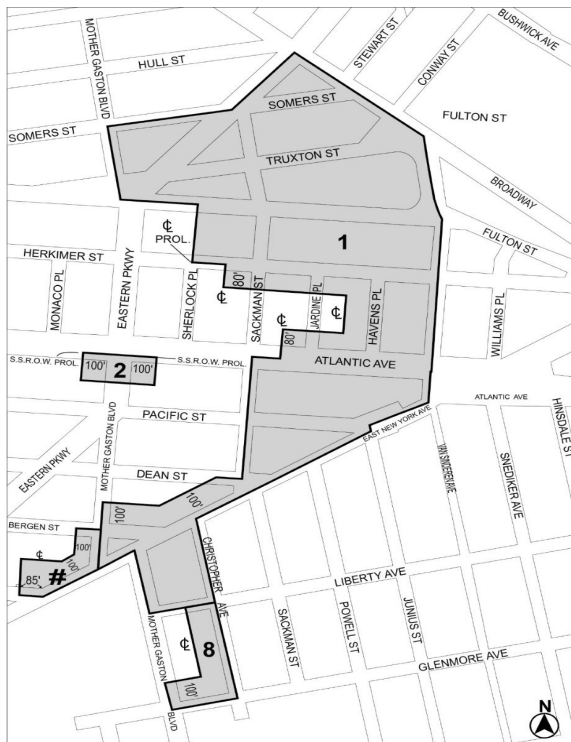 BUSHWICK AVE
STEWART ST
CONWAY ST
MOTHER GASTON BLVD
HULL ST
SOMERS ST
FULTON ST
SOMERS ST
TRUXTON ST
BROADWAY
℄
PROL.
1
FULTON ST
HERKIMER ST
MONACO PL
EASTERN PKWY
SHERLOCK PL
80'
SACKMAN ST
℄
℄
JARDINE PL
℄
HAVENS PL
WILLIAMS PL
80'
S.S.R.O.W. PROL.
100'
2
100'
S.S.R.O.W. PROL.
ATLANTIC AVE
ATLANTIC AVE
HINSDALE ST
PACIFIC ST
MOTHER GASTON BLVD
EAST NEW YORK AVE
VAN SINDEREN AVE
SNEDIKER AVE
EASTERN PKWY
DEAN ST
100'
100'
BERGEN ST
℄
100'
100'
85'
#
CHRISTOPHER AVE
LIBERTY AVE
MOTHER GASTON BLVD
℄
8
100'
SACKMAN ST
POWELL ST
JUNIUS ST
GLENMORE AVE
N